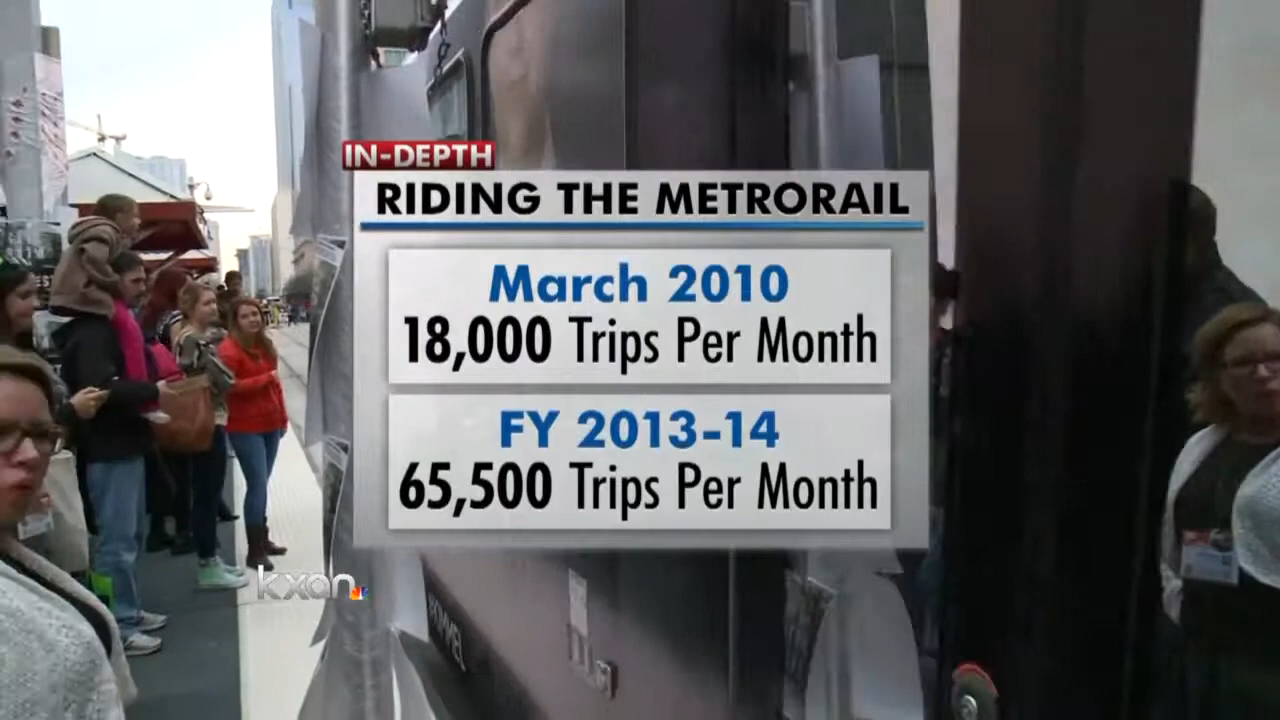 IN-DEPTH
RIDING THE METRORAIL
March 2010
18,000 Trips Per Month
FY 2013-14
65,500 Trips Per Month
kxan